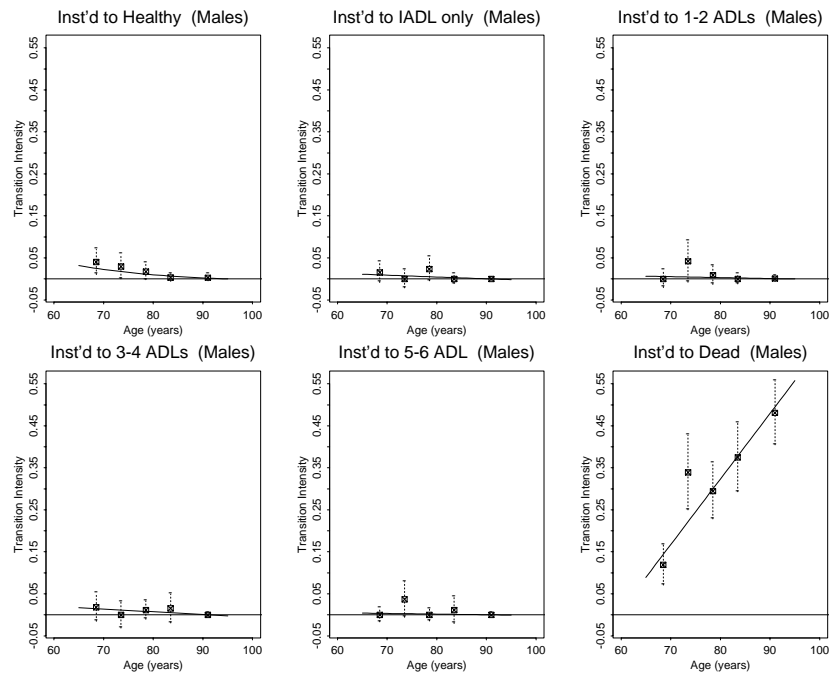 Inst'd to Healthy (Males)
Inst'd to IADL only (Males)
Inst'd to 1-2 ADLs (Males)
Transition Intensity
-0.05 0.05 0.15 0.25 0.35 0.45 0.55
60 70 80 90 100
Age (years)
Transition Intensity
-0.05 0.05 0.15 0.25 0.35 0.45 0.55
60 70 80 90 100
Age (years)
Transition Intensity
-0.05 0.05 0.15 0.25 0.35 0.45 0.55
60 70 80 90 100
Age (years)
Inst'd to 3-4 ADLs (Males)
Inst'd to 5-6 ADL (Males)
Inst'd to Dead (Males)
Transition Intensity
-0.05 0.05 0.15 0.25 0.35 0.45 0.55
60 70 80 90 100
Age (years)
Transition Intensity
-0.05 0.05 0.15 0.25 0.35 0.45 0.55
60 70 80 90 100
Age (years)
Transition Intensity
-0.05 0.05 0.15 0.25 0.35 0.45 0.55
60 70 80 90 100
Age (years)